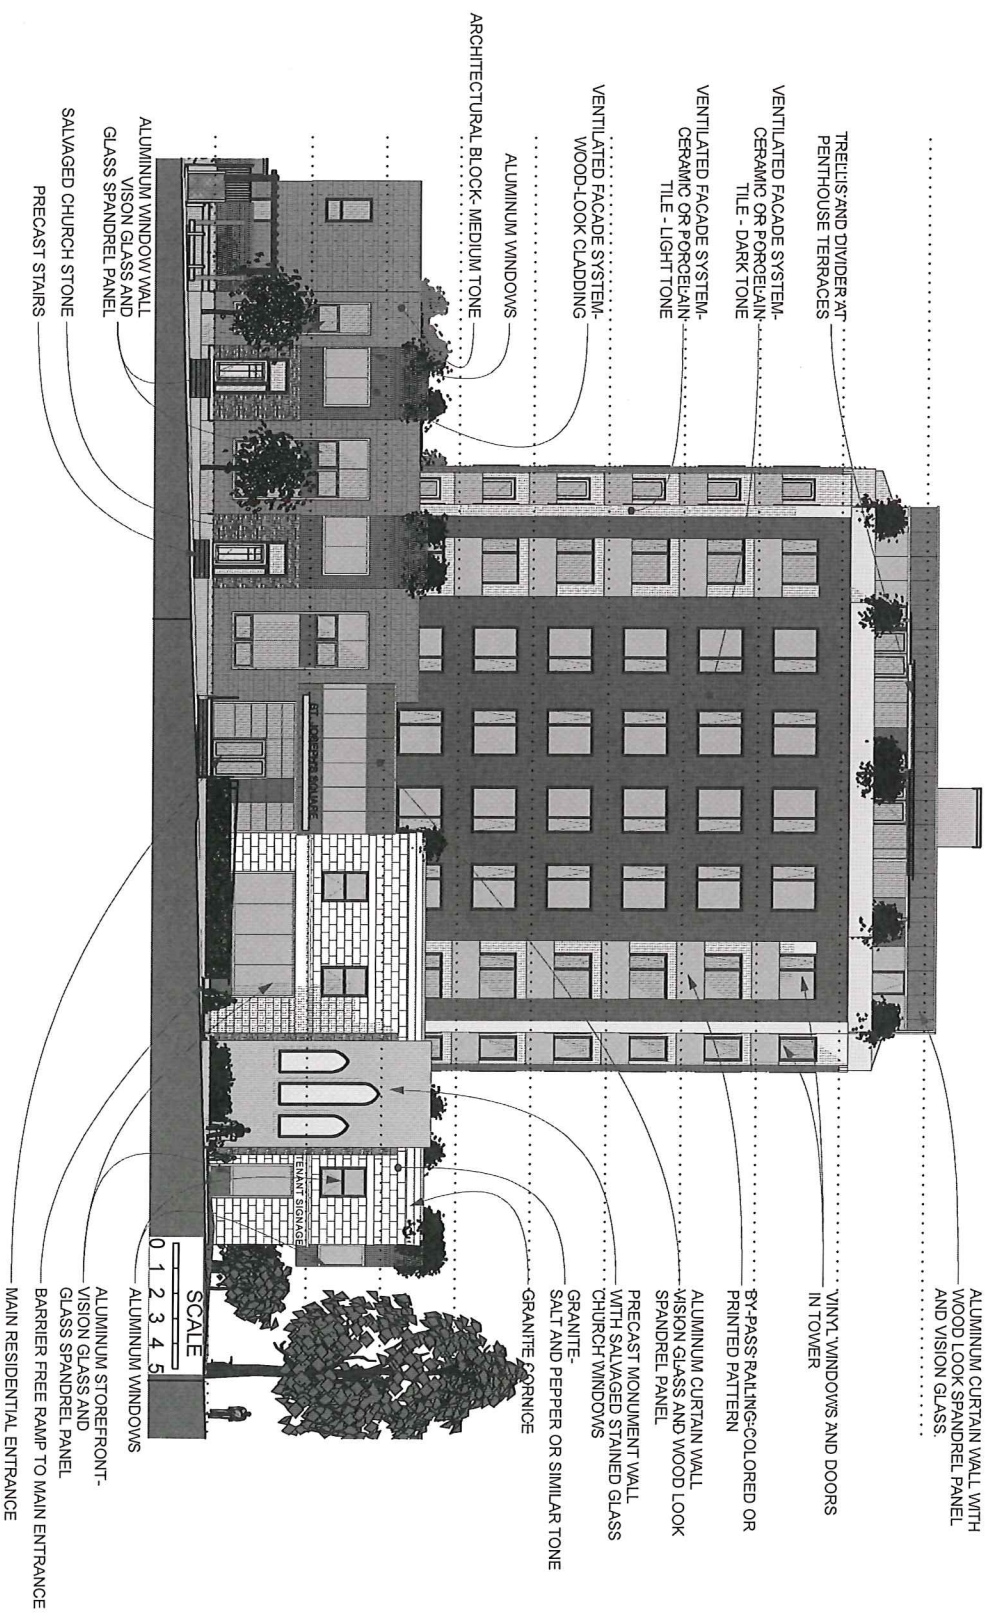 ARCHITECTURAL BLOCK- MEDIUM TONE
ALUMINUM WINDOWS
VENTILATED FACADE SYSTEM-
WOOD-LOOK CLADDING
VENTILATED FACADE SYSTEM-
CERAMIC OR PORCELAIN
TILE - LIGHT TONE
VENTILATED FACADE SYSTEM-
CERAMIC OR PORCELAIN
TILE - DARK TONE
TRELLIS AND DIVIDER AT
PENTHOUSE TERRACES
ALUMINUM WINDOW WALL
VISON GLASS AND
GLASS SPANDREL PANEL
SALVAGED CHURCH STONE
PRECAST STAIRS
ST. JOSEPH'S SQUARE
TENANT SIGNAGE
ALUMINUM CURTAIN WALL WITH
WOOD LOOK SPANDREL PANEL
AND VISION GLASS.
VINYL WINDOWS AND DOORS
IN TOWER
BY-PASS RAILING-COLORED OR
PRINTED PATTERN
ALUMINUM CURTAIN WALL
VISION GLASS AND WOOD LOOK
SPANDREL PANEL
PRECAST MONUMENT WALL
WITH SALVAGED STAINED GLASS
CHURCH WINDOWS
GRANITE-
SALT AND PEPPER OR SIMILAR TONE
GRANITE CORNICE
SCALE
0 1 2 3 4 5
ALUMINUM WINDOWS
ALUMINUM STOREFRONT-
VISION GLASS AND
GLASS SPANDREL PANEL
BARRIER FREE RAMP TO MAIN ENTRANCE
MAIN RESIDENTIAL ENTRANCE